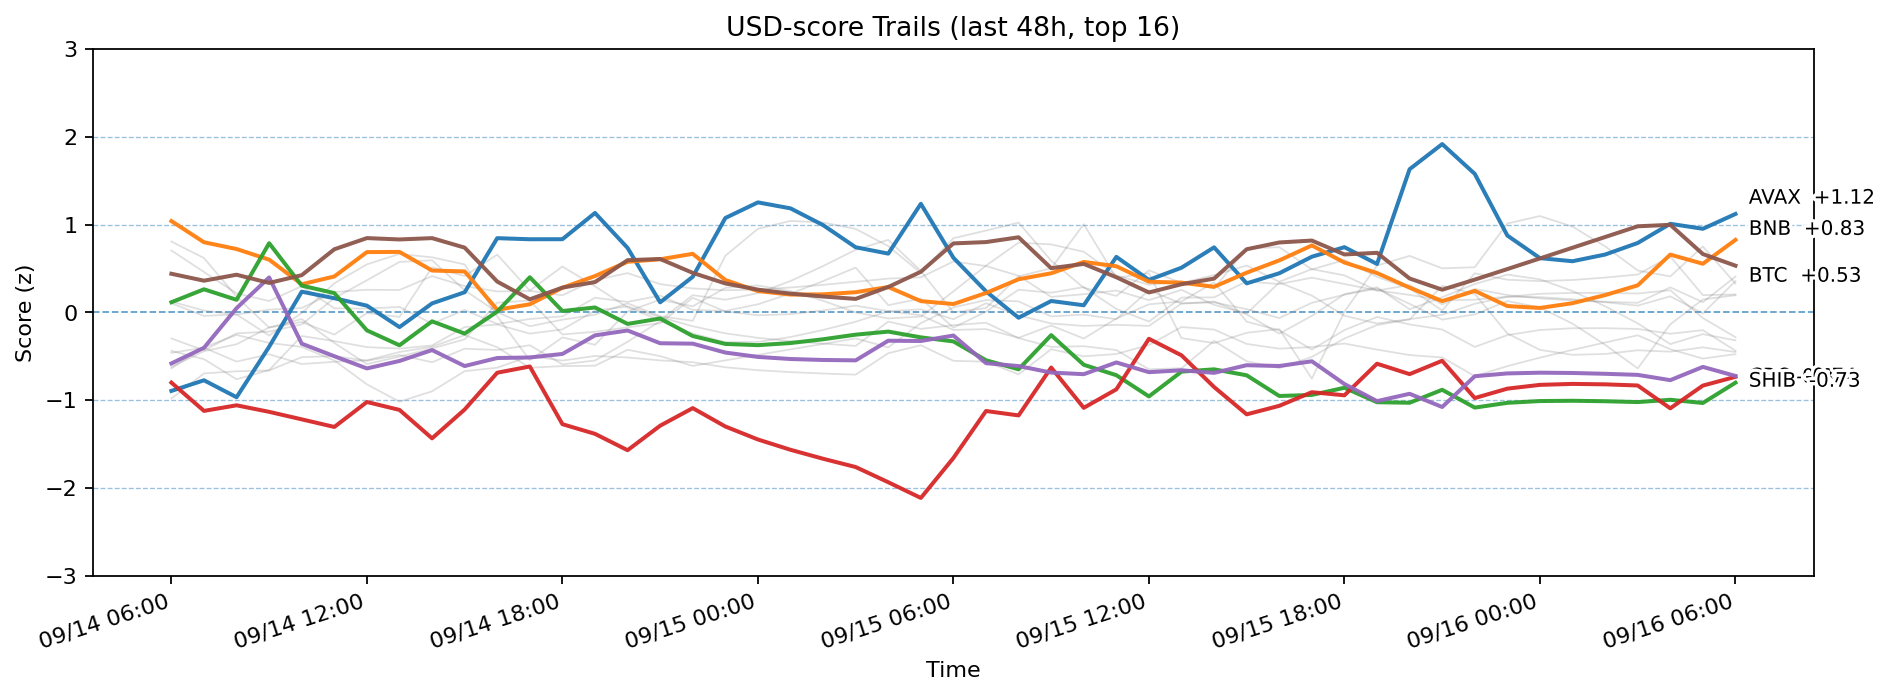 USD-score Trails (last 48h, top 16)
3
2
1
0
−1
−2
−3
Score (z)
AVAX +1.12
BNB +0.83
BTC +0.53
SHIB -0.73
09/14 06:00
09/14 12:00
09/14 18:00
09/15 00:00
09/15 06:00
09/15 12:00
09/15 18:00
09/16 00:00
09/16 06:00
Time